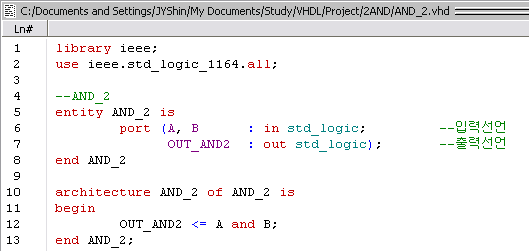 C:/Documents and Settings/JYShin/My Documents/Study/VHDL/Project/2AND/AND_2.vhd
Ln#
1 library ieee;
2 use ieee.std_logic_1164.all;
3
4 --AND_2
5 entity AND_2 is
6 port (A, B : in std_logic; --입력선언
7 OUT_AND2 : out std_logic); --출력선언
8 end AND_2
9
10 architecture AND_2 of AND_2 is
11 begin
12 OUT_AND2 <= A and B;
13 end AND_2;